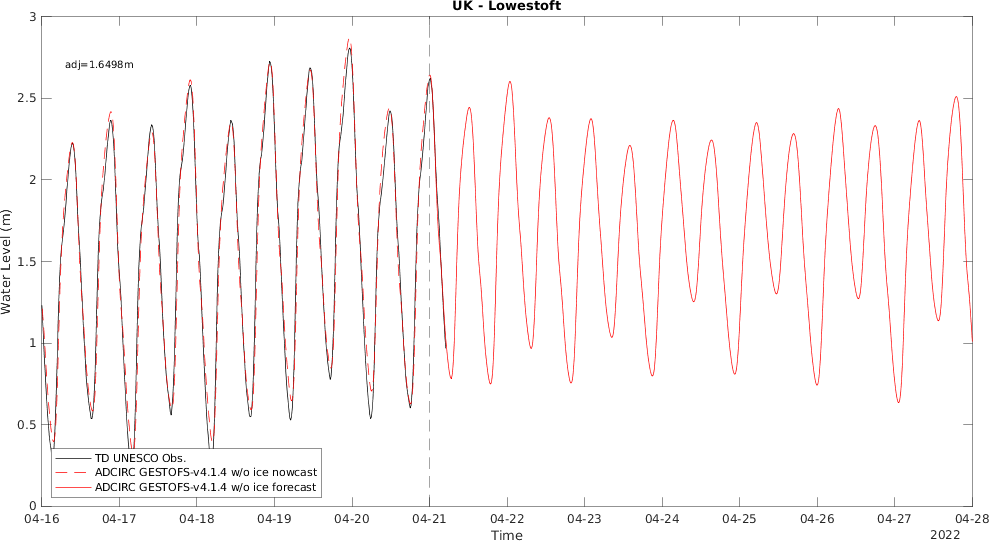 UK - Lowestoft
adj=1.6498m
Water Level (m)
3
2.5
2
1.5
1
0.5
0
TD UNESCO Obs.
ADCIRC GESTOFS-v4.1.4 w/o ice nowcast
ADCIRC GESTOFS-v4.1.4 w/o ice forecast
04-16 04-17 04-18 04-19 04-20 04-21 04-22 04-23 04-24 04-25 04-26 04-27 04-28
Time
2022